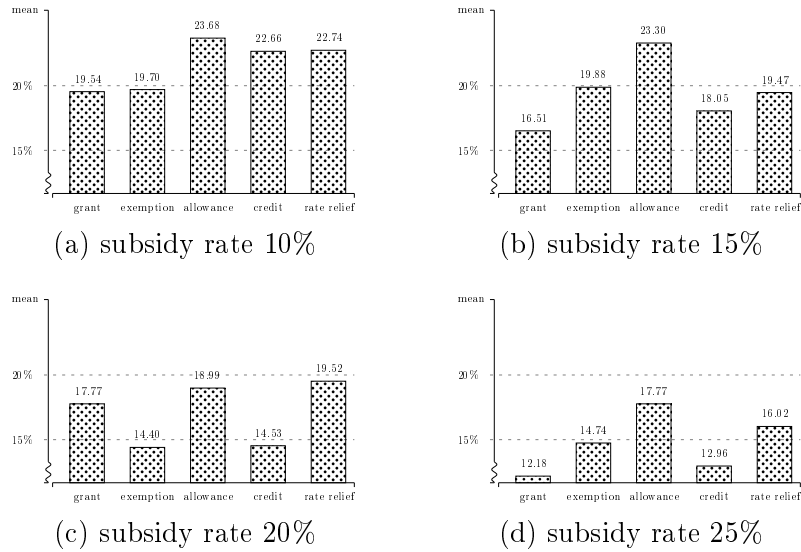 mean
23.68
22.66
22.74
19.54
19.70
20%
15%
grant exemption allowance credit rate relief
(a) subsidy rate 10%
mean
23.30
19.88
19.47
20%
18.05
16.51
15%
grant exemption allowance credit rate relief
(b) subsidy rate 15%
mean
19.52
20%
18.99
17.77
14.40
14.53
15%
grant exemption allowance credit rate relief
(c) subsidy rate 20%
mean
20%
17.77
16.02
14.74
15%
12.96
12.18
grant exemption allowance credit rate relief
(d) subsidy rate 25%